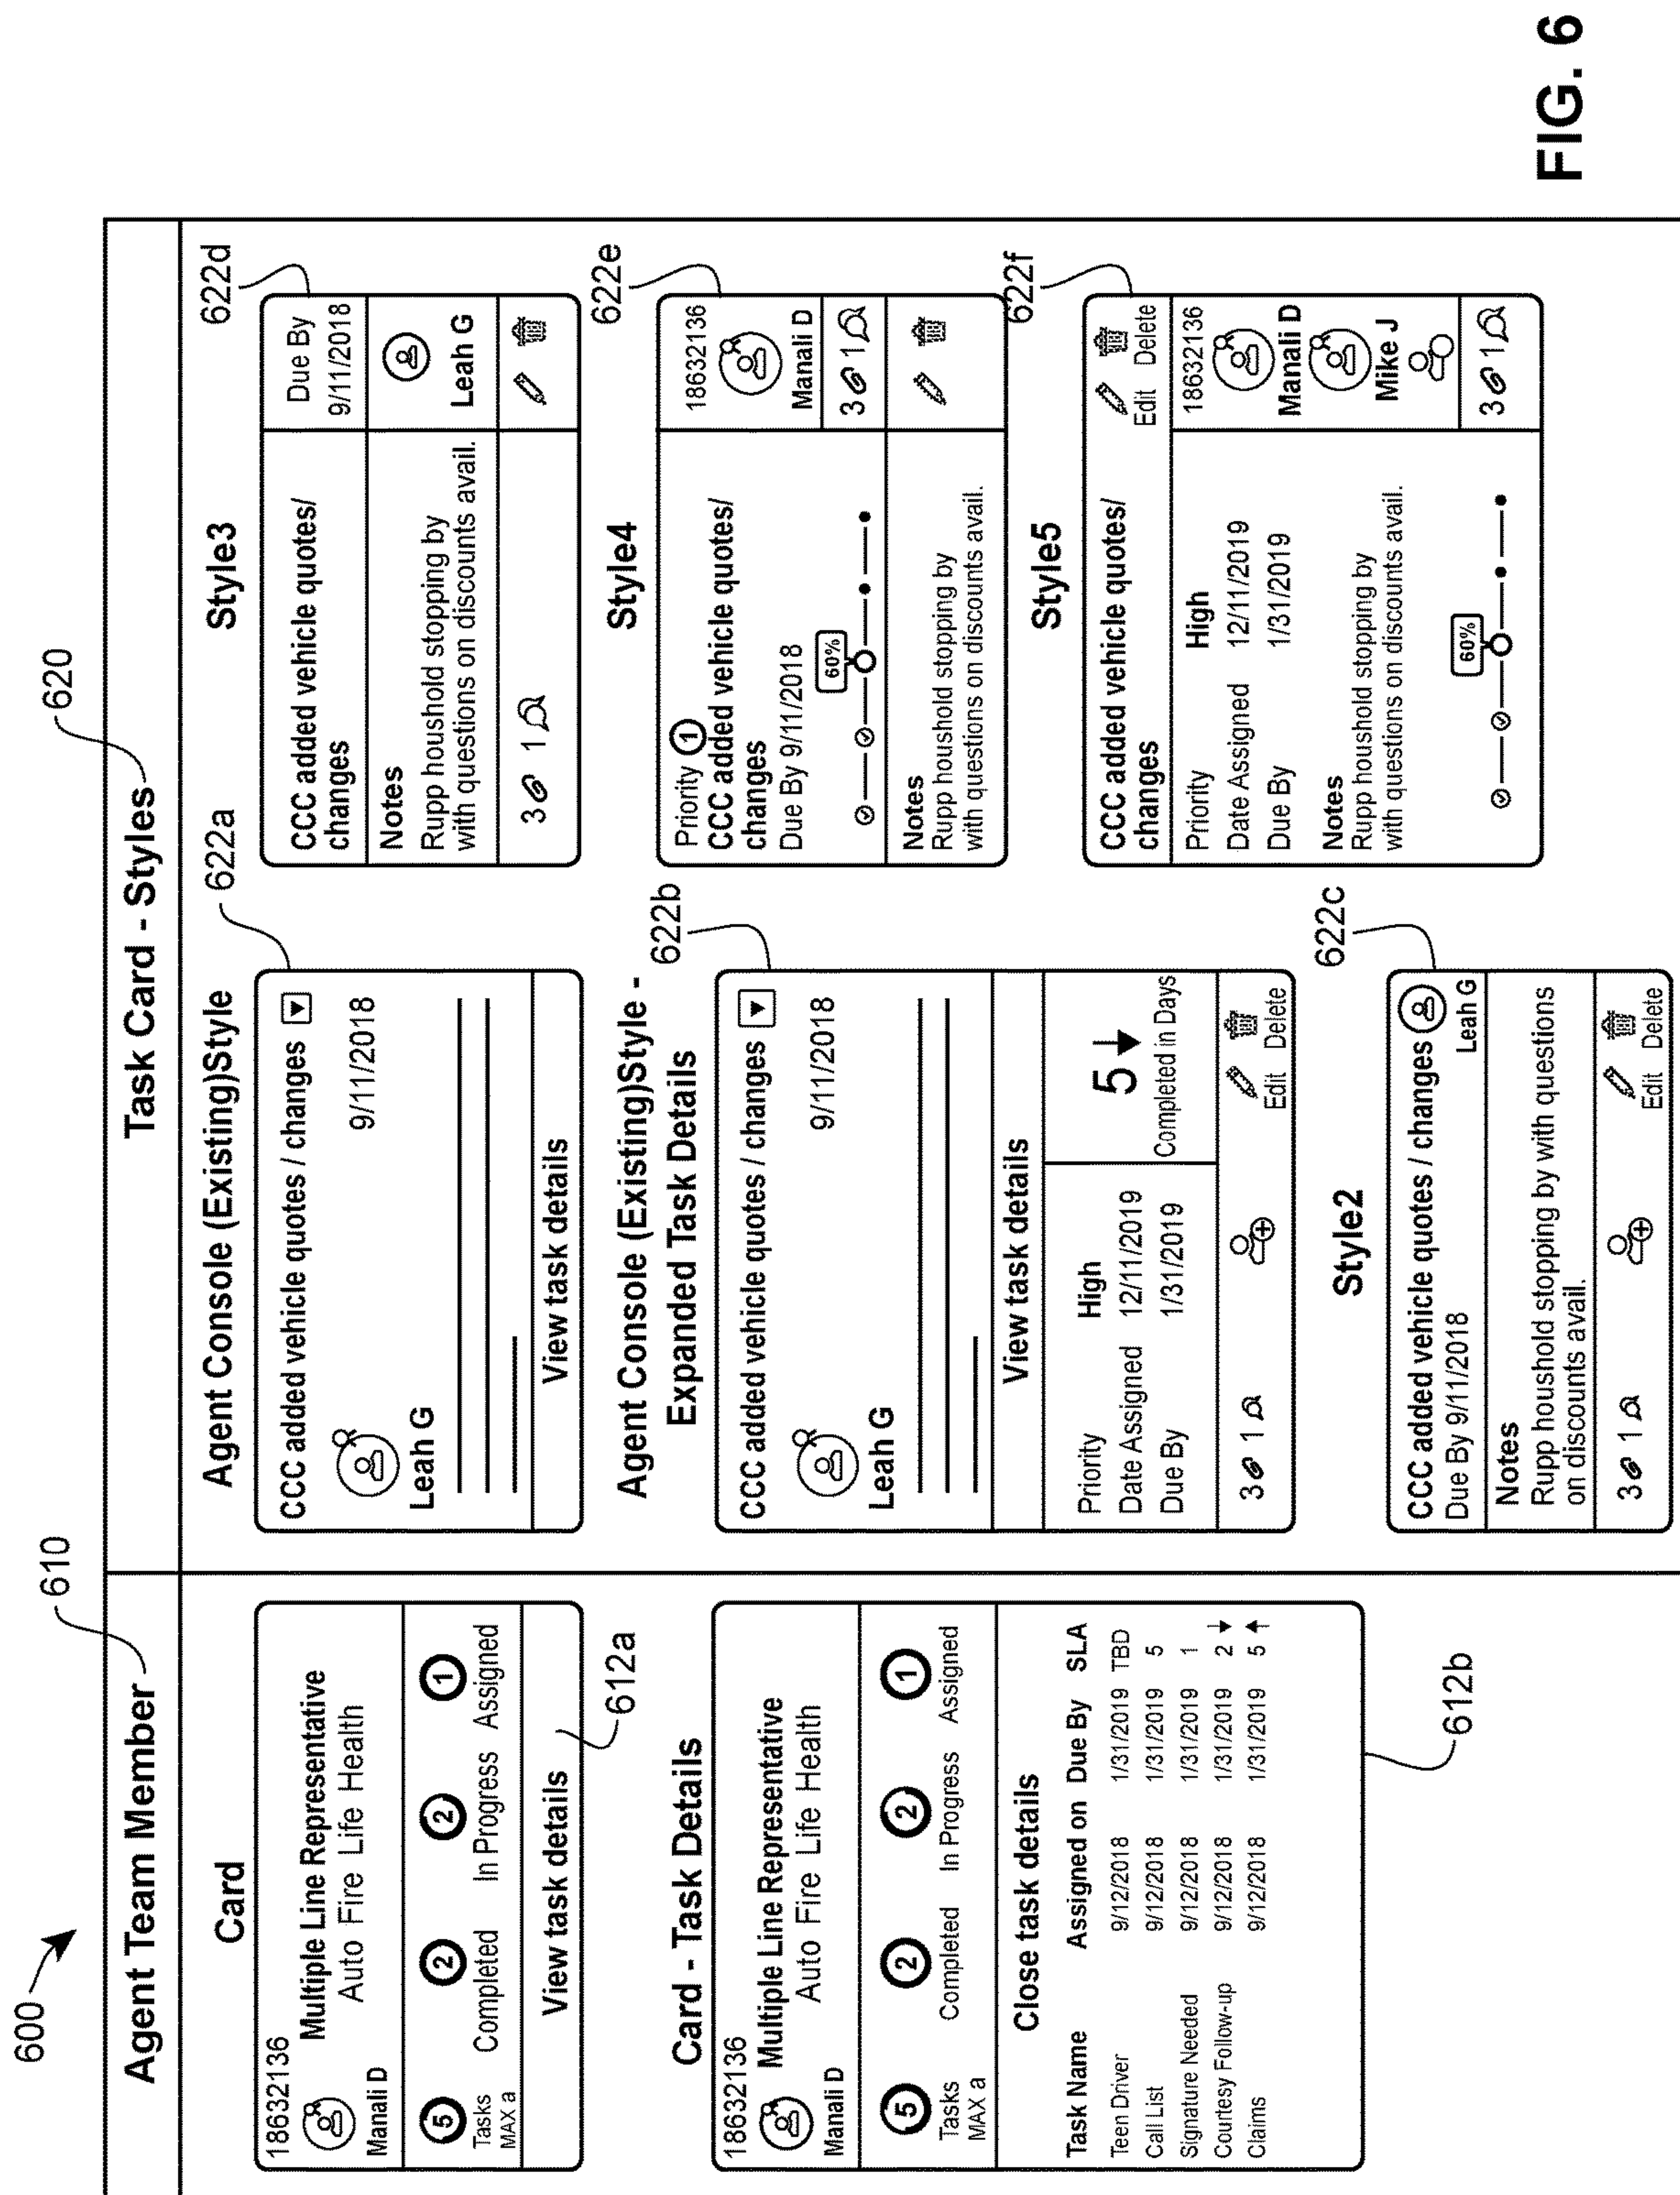 600
610
620
Agent Team Member
Task Card - Styles
Card
18632136
Multiple Line Representative
Manali D
Auto Fire Life Health
5 2 2 1
Tasks Completed In Progress Assigned
MAX a
View task details
612a
Card - Task Details
18632136
Multiple Line Representative
Manali D
Auto Fire Life Health
5 2 2 1
Tasks Completed In Progress Assigned
MAX a
Close task details
Task Name Assigned on Due By SLA
Teen Driver 9/12/2018 1/31/2019 TBD
Call List 9/12/2018 1/31/2019 5
Signature Needed 9/12/2018 1/31/2019 1
Courtesy Follow-up 9/12/2018 1/31/2019 2
Claims 9/12/2018 1/31/2019 5
612b
Agent Console (Existing)Style
622a
CCC added vehicle quotes / changes
9/11/2018
Leah G
View task details
Agent Console (Existing)Style -
Expanded Task Details
622b
CCC added vehicle quotes / changes
9/11/2018
Leah G
View task details
Priority High
Date Assigned 12/11/2019
Due By 1/31/2019
5
Completed in Days
3 1
Edit Delete
Style2
622c
CCC added vehicle quotes / changes
Due By 9/11/2018
Leah G
Notes
Rupp houshold stopping by with questions
on discounts avail.
3 1
Edit Delete
Style3
622d
CCC added vehicle quotes/
changes
Due By
9/11/2018
Notes
Rupp houshold stopping by
with questions on discounts avail.
Leah G
3 1
Style4
622e
Priority 1
CCC added vehicle quotes/
changes
Due By 9/11/2018
60%
18632136
Manali D
3 1
Notes
Rupp houshold stopping by
with questions on discounts avail.
Style5
622f
CCC added vehicle quotes/
changes
Edit Delete
Priority High
Date Assigned 12/11/2019
Due By 1/31/2019
18632136
Manali D
Mike J
Notes
Rupp houshold stopping by
with questions on discounts avail.
60%
3 1
FIG. 6